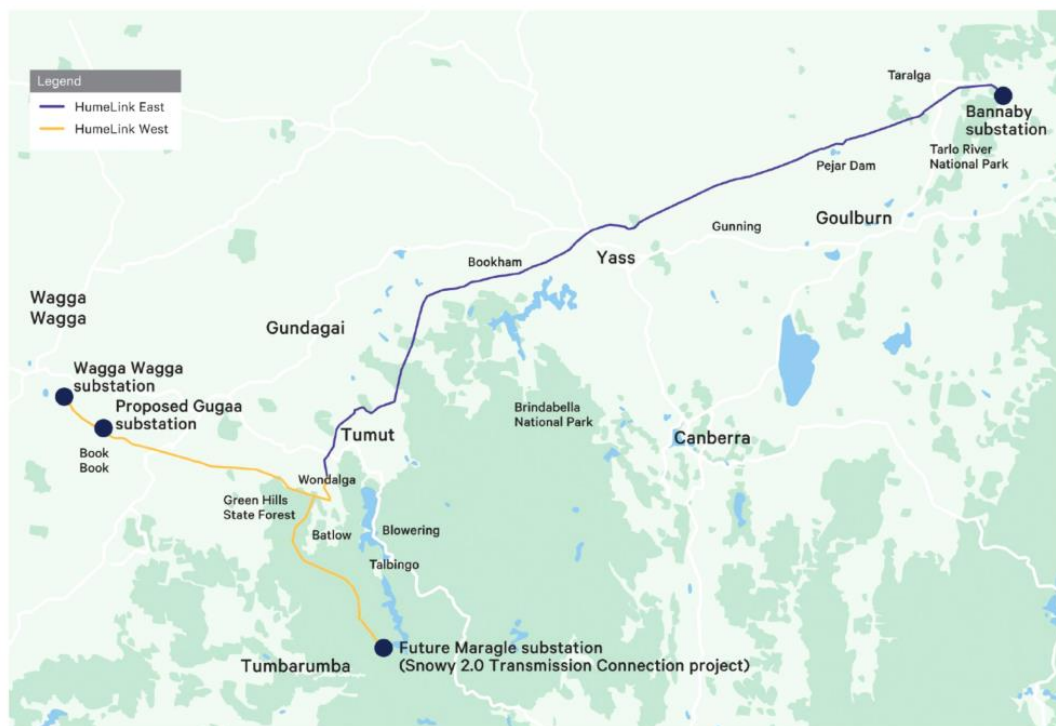 Legend
HumeLink East
HumeLink West
Taralga
Bannaby
substation
Tarlo River
National Park
Pejar Dam
Goulburn
Gunning
Yass
Bookham
Wagga
Wagga
Gundagai
Wagga Wagga
substation
Proposed Gugaa
substation
Book
Book
Tumut
Brindabella
National Park
Canberra
Wondalga
Green Hills
State Forest
Batlow
Blowering
Talbingo
Future Maragle substation
(Snowy 2.0 Transmission Connection project)
Tumbarumba